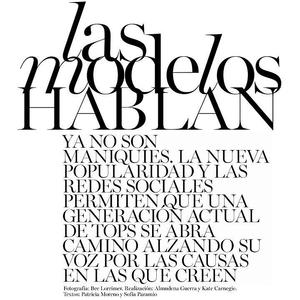 las
modelos
HABLAN
YA NO SON
MANIQUÍES. LA NUEVA
POPULARIDAD Y LAS
REDES SOCIALES
PERMITEN QUE UNA
GENERACIÓN ACTUAL
DE TOPS SE ABRA
CAMINO ALZANDO SU
VOZ POR LAS CAUSAS
EN LAS QUE CREEN
Fotografía: Bee Lorrimer. Realización: Almudena Guerra y Kate Carnegie.
Textos: Patricia Moreno y Sofía Paramio